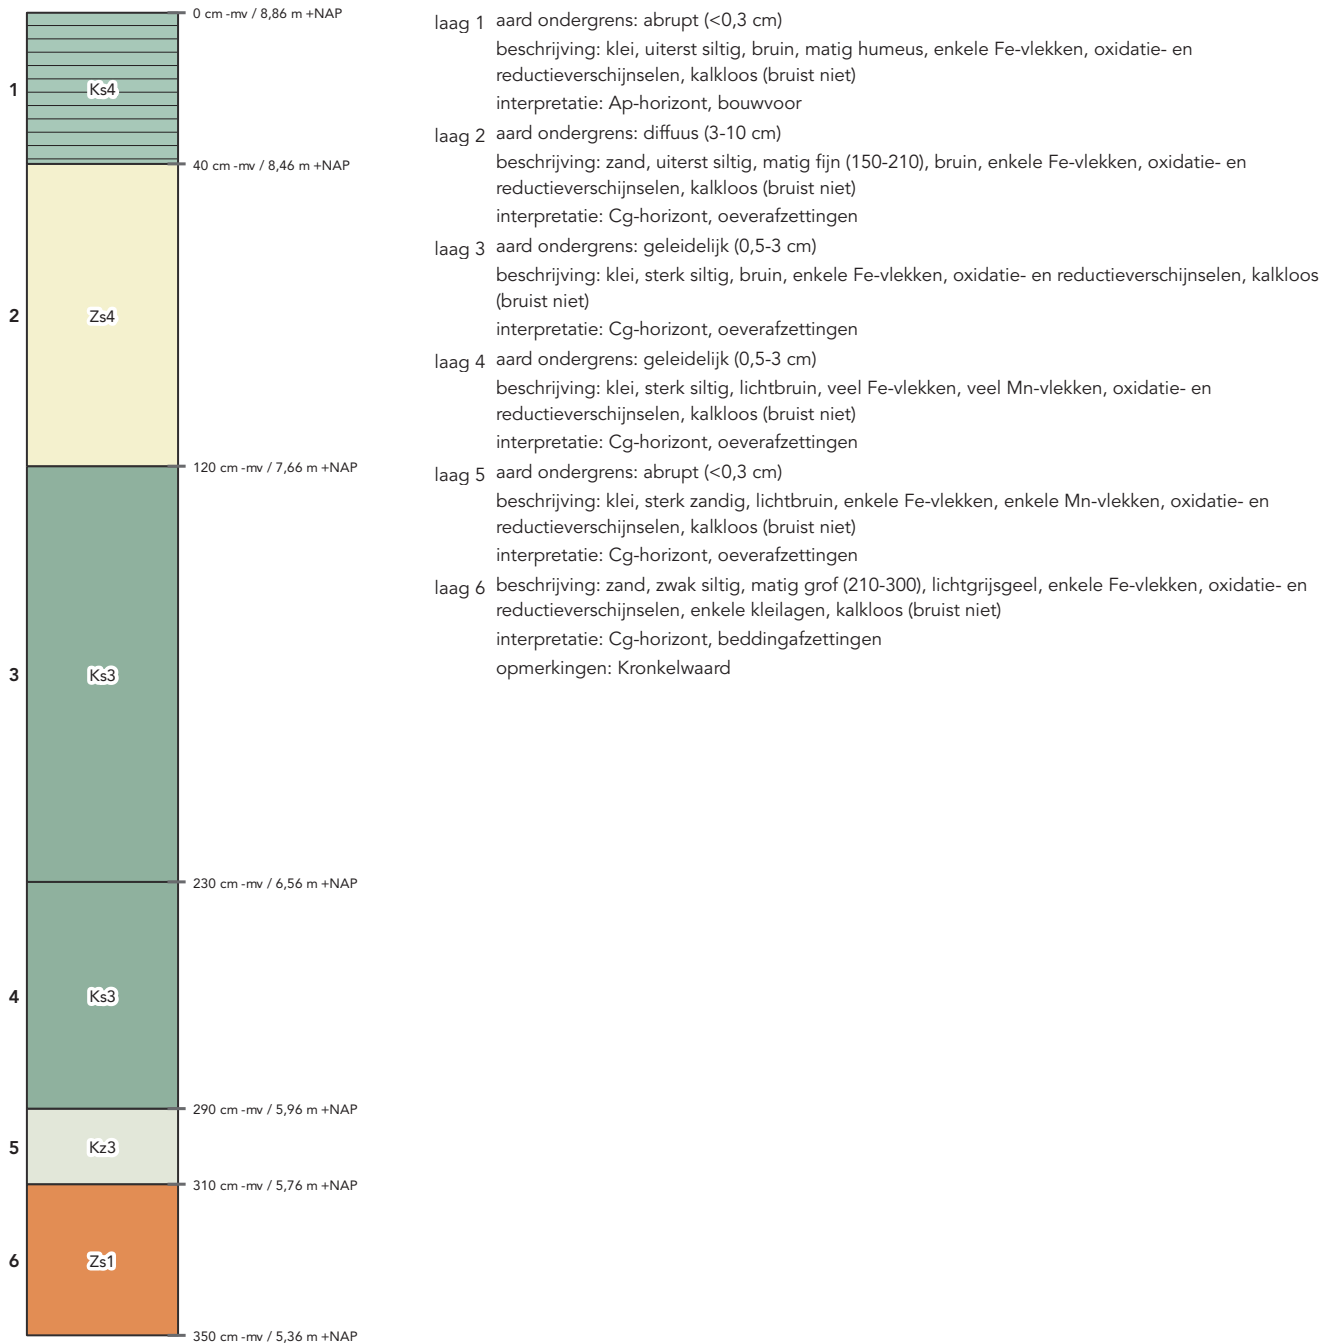 0 cm -mv / 8,86 m +NAP
1
Ks4
40 cm -mv / 8,46 m +NAP
2
Zs4
120 cm -mv / 7,66 m +NAP
3
Ks3
230 cm -mv / 6,56 m +NAP
4
Ks3
290 cm -mv / 5,96 m +NAP
5
Kz3
310 cm -mv / 5,76 m +NAP
6
Zs1
350 cm -mv / 5,36 m +NAP
laag 1 aard ondergrens: abrupt (<0,3 cm)
beschrijving: klei, uiterst siltig, bruin, matig humeus, enkele Fe-vlekken, oxidatie- en
reductieverschijnselen, kalkloos (bruist niet)
interpretatie: Ap-horizont, bouwvoor
laag 2 aard ondergrens: diffuus (3-10 cm)
beschrijving: zand, uiterst siltig, matig fijn (150-210), bruin, enkele Fe-vlekken, oxidatie- en
reductieverschijnselen, kalkloos (bruist niet)
interpretatie: Cg-horizont, oeverafzettingen
laag 3 aard ondergrens: geleidelijk (0,5-3 cm)
beschrijving: klei, sterk siltig, bruin, enkele Fe-vlekken, oxidatie- en reductieverschijnselen, kalkloos
(bruist niet)
interpretatie: Cg-horizont, oeverafzettingen
laag 4 aard ondergrens: geleidelijk (0,5-3 cm)
beschrijving: klei, sterk siltig, lichtbruin, veel Fe-vlekken, veel Mn-vlekken, oxidatie- en
reductieverschijnselen, kalkloos (bruist niet)
interpretatie: Cg-horizont, oeverafzettingen
laag 5 aard ondergrens: abrupt (<0,3 cm)
beschrijving: klei, sterk zandig, lichtbruin, enkele Fe-vlekken, enkele Mn-vlekken, oxidatie- en
reductieverschijnselen, kalkloos (bruist niet)
interpretatie: Cg-horizont, oeverafzettingen
laag 6 beschrijving: zand, zwak siltig, matig grof (210-300), lichtgrijsgeel, enkele Fe-vlekken, oxidatie- en
reductieverschijnselen, enkele kleilagen, kalkloos (bruist niet)
interpretatie: Cg-horizont, beddingafzettingen
opmerkingen: Kronkelwaard